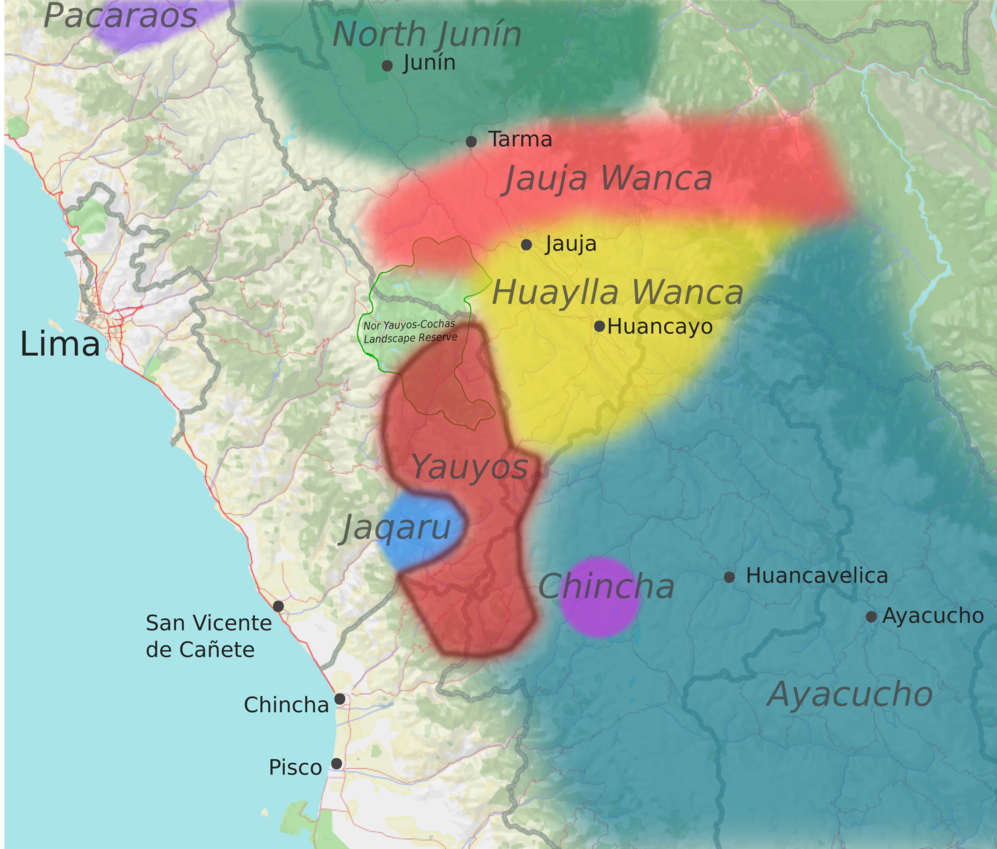 Pacaraos
North Junín
Junín
Tarma
Jauja Wanca
Jauja
Huaylla Wanca
Nor Yauyos-Cochas
Landscape Reserve
Huancayo
Lima
Yauyos
Jaqaru
Chincha
Huancavelica
Ayacucho
San Vicente
de Cañete
Ayacucho
Chincha
Pisco